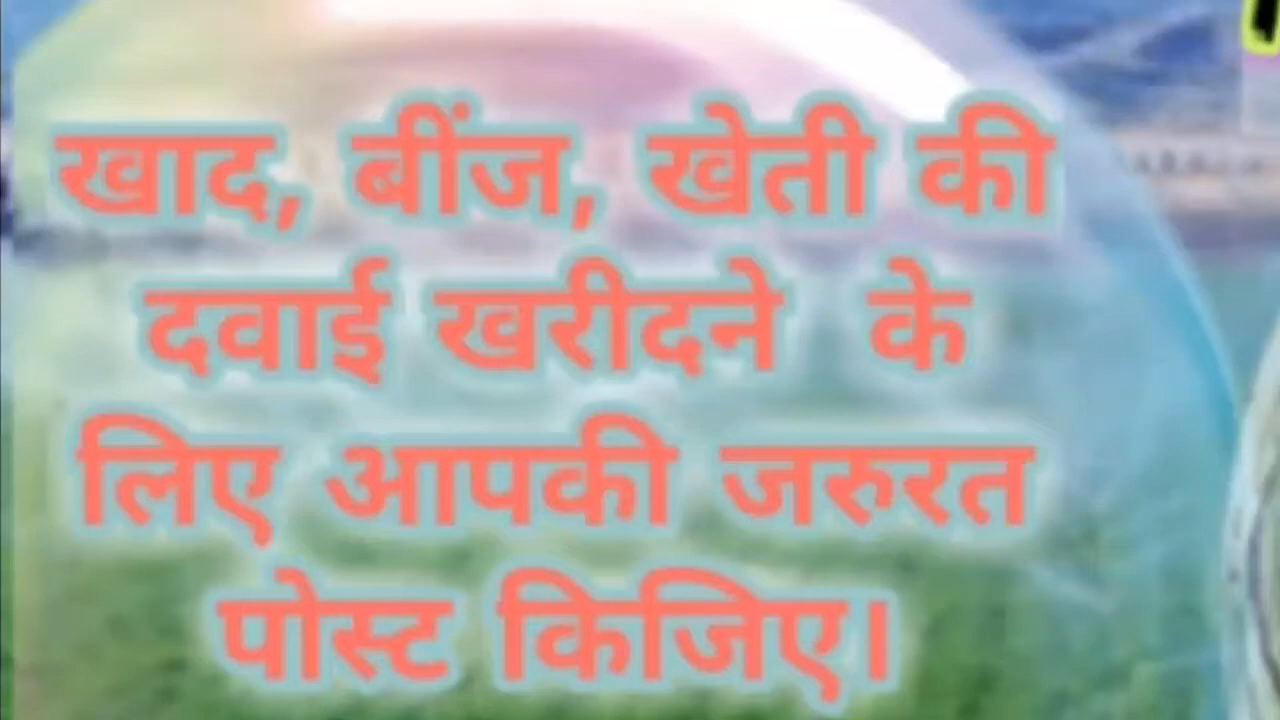 खाद, बींज, खेती की
दवाई खरीदने के
लिए आपकी जरुरत
पोस्ट किजिए।